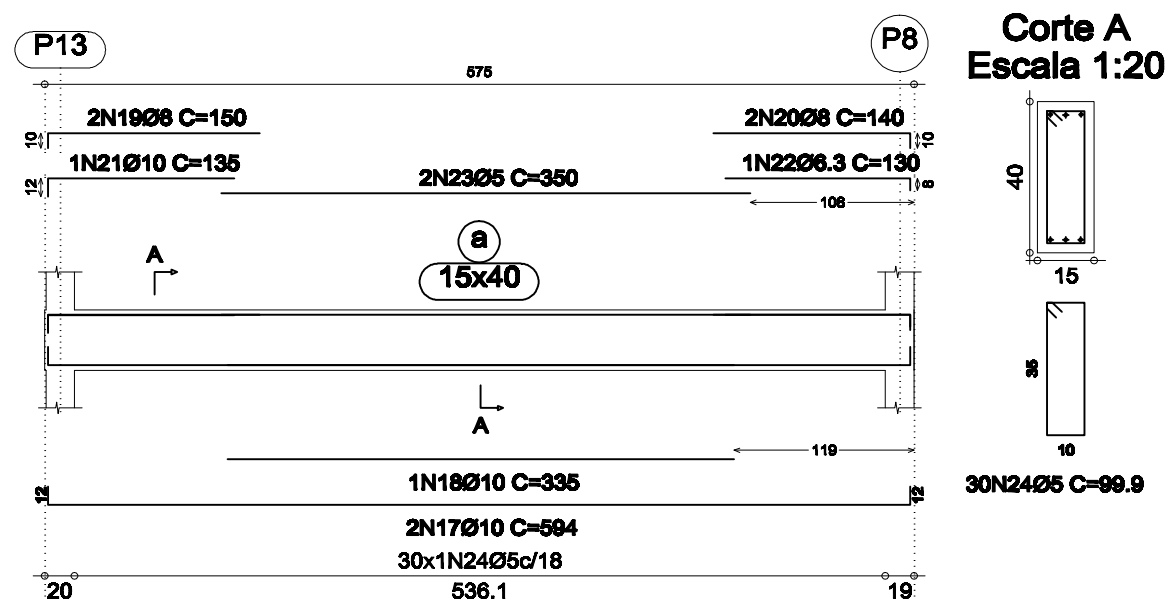 P13
P8
Corte A
Escala 1:20
575
2N19Ø8 C=150
2N20Ø8 C=140
10
10
1N21Ø10 C=135
1N22Ø6.3 C=130
12
8
2N23Ø5 C=350
106
40
15
a
15x40
A
A
35
10
30N24Ø5 C=99.9
119
1N18Ø10 C=335
12
12
2N17Ø10 C=594
30x1N24Ø5c/18
20
536.1
19